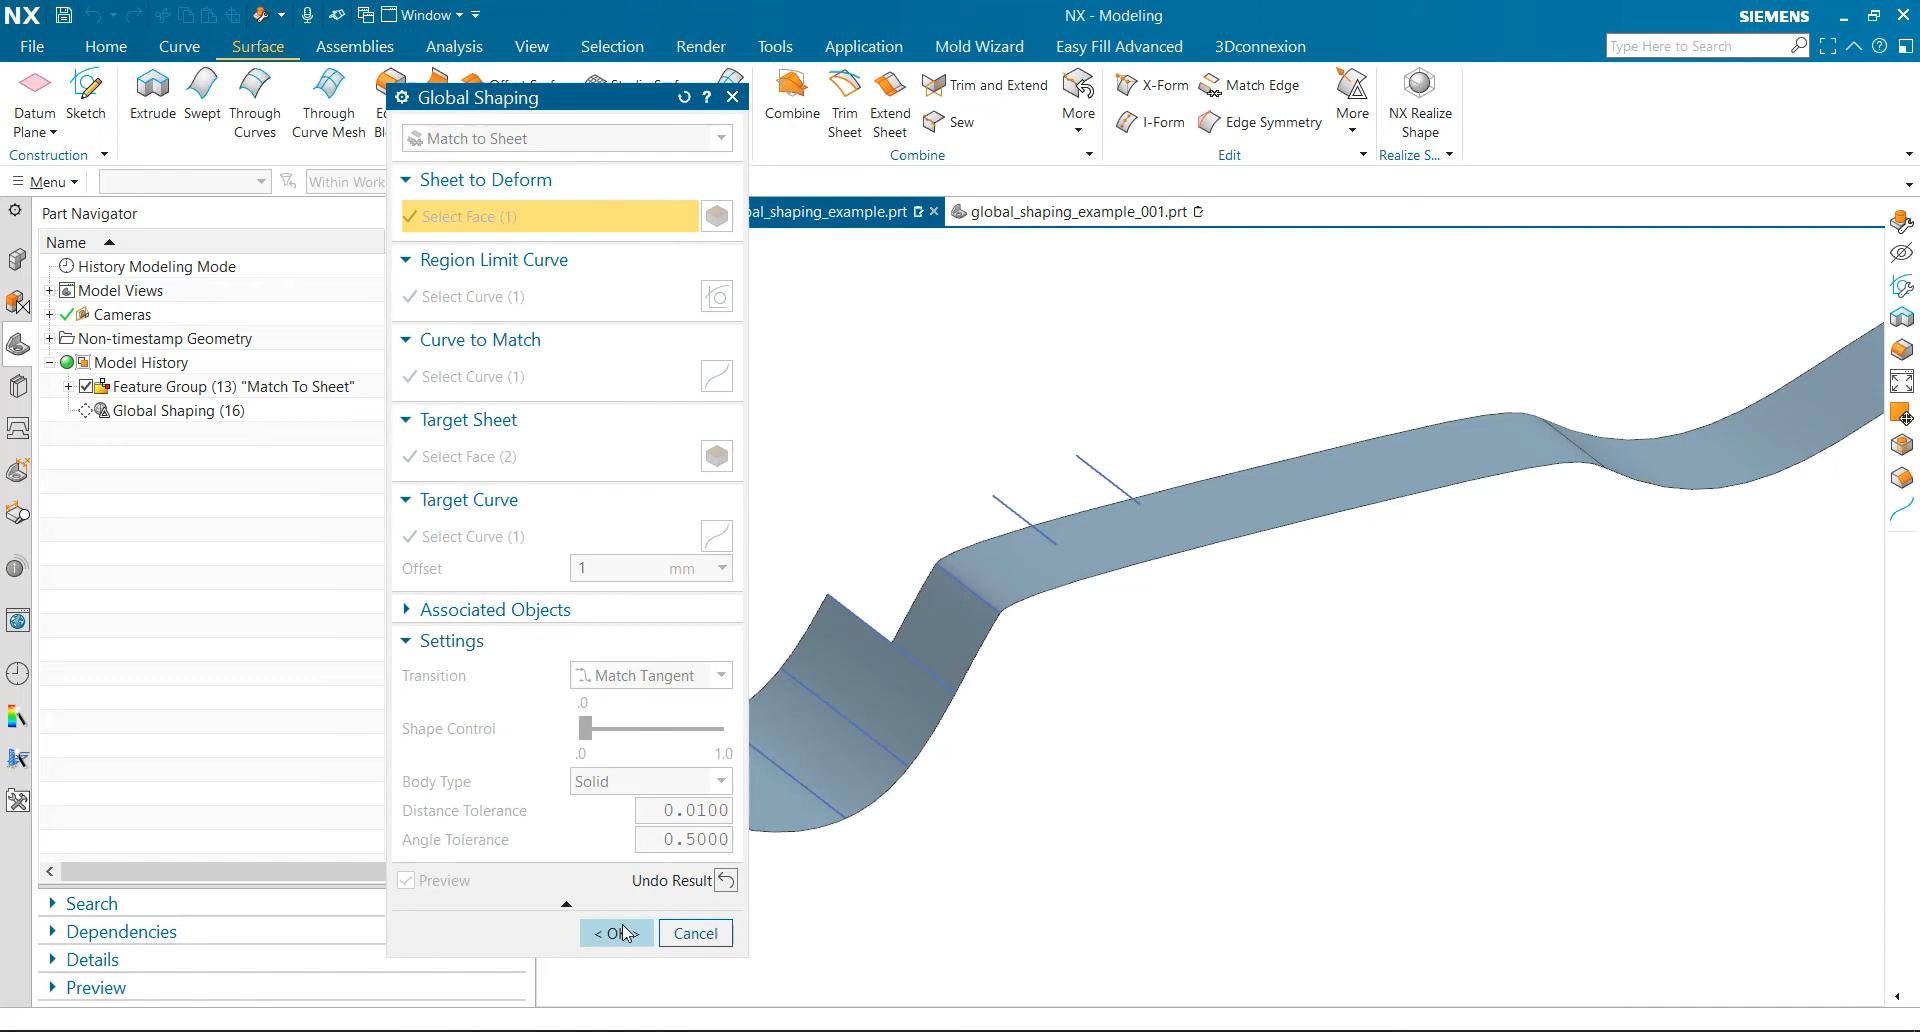 NX
Window
NX - Modeling
SIEMENS
File
Home
Curve
Surface
Assemblies
Analysis
View
Selection
Render
Tools
Application
Mold Wizard
Easy Fill Advanced
3Dconnexion
Type Here to Search
Datum
Plane
Sketch
Extrude
Swept
Through
Curves
Through
Curve Mesh
Combine
Trim
Sheet
Extend
Sheet
Trim and Extend
Sew
More
X-Form
I-Form
Match Edge
Edge Symmetry
More
NX Realize
Shape
Construction
Combine
Edit
Realize S...
Menu
Within Work
Global Shaping
Match to Sheet
Sheet to Deform
Select Face (1)
Region Limit Curve
Select Curve (1)
Curve to Match
Select Curve (1)
Target Sheet
Select Face (2)
Target Curve
Select Curve (1)
Offset
1
mm
Associated Objects
Settings
Transition
Match Tangent
.0
Shape Control
.0
1.0
Body Type
Solid
Distance Tolerance
0.0100
Angle Tolerance
0.5000
Preview
Undo Result
Cancel
Part Navigator
Name
History Modeling Mode
Model Views
Cameras
Non-timestamp Geometry
Model History
Feature Group (13) "Match To Sheet"
Global Shaping (16)
Search
Dependencies
Details
Preview
al_shaping_example.prt
global_shaping_example_001.prt